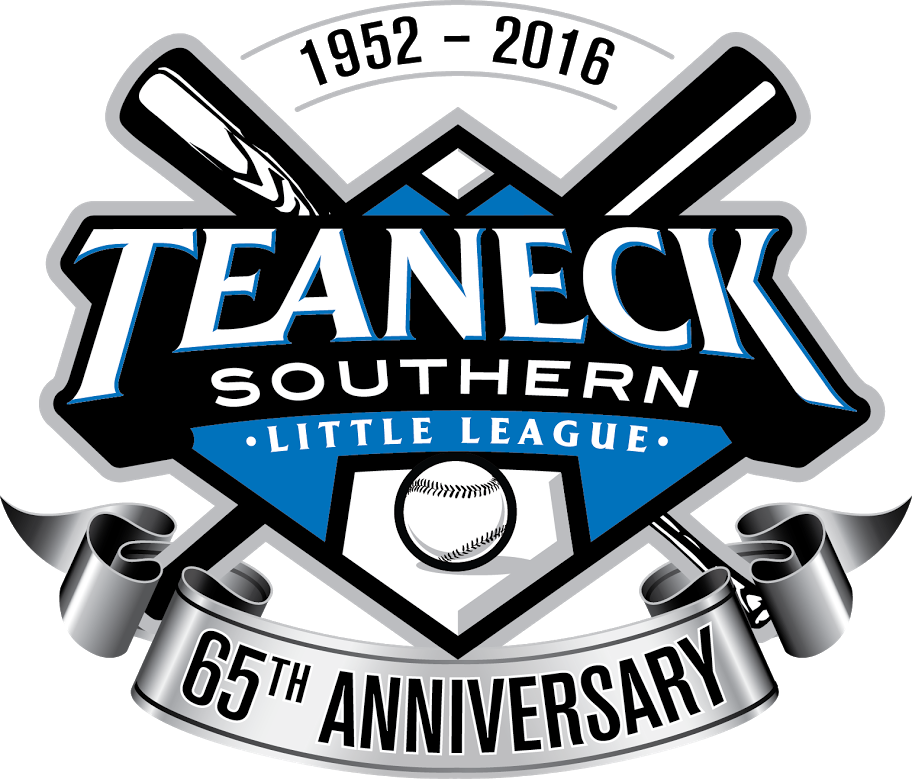 1952 – 2016
TEANECK
SOUTHERN
•LITTLE LEAGUE•
65TH ANNIVERSARY